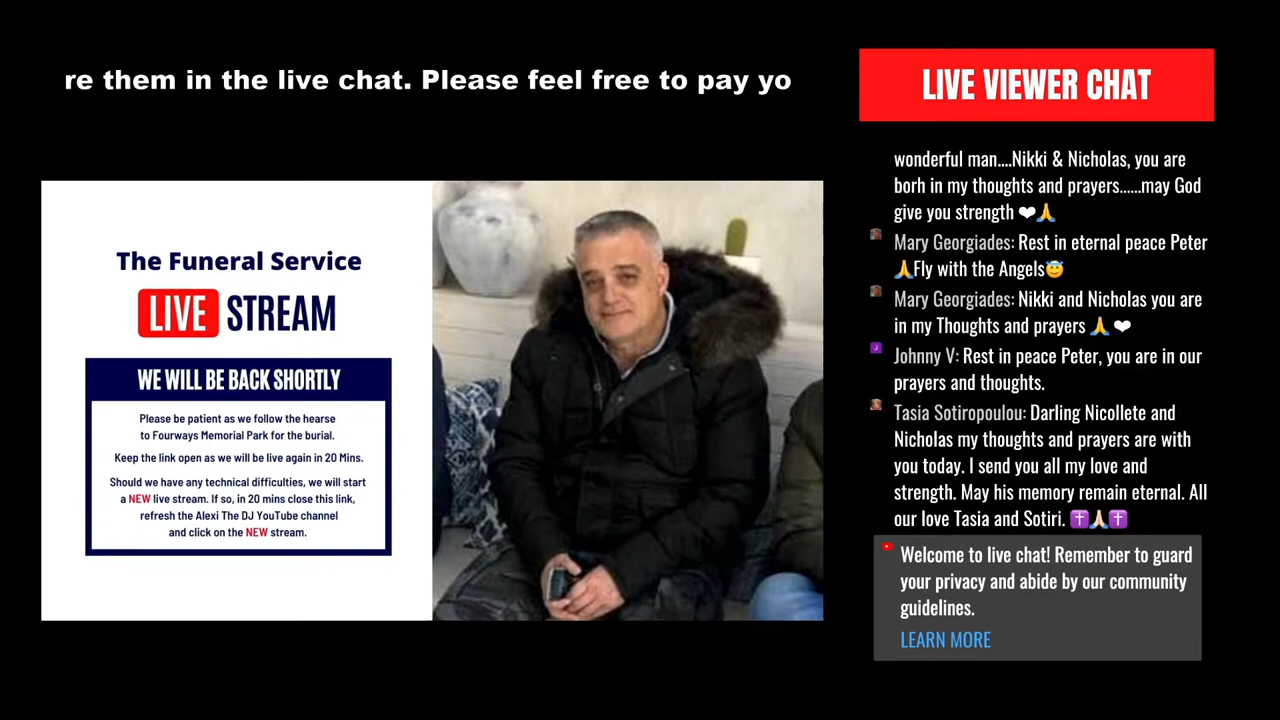 re them in the live chat. Please feel free to pay yo
The Funeral Service
LIVE STREAM
WE WILL BE BACK SHORTLY
Please be patient as we follow the hearse
to Fourways Memorial Park for the burial.
Keep the link open as we will be live again in 20 Mins.
Should we have any technical difficulties, we will start
a NEW live stream. If so, in 20 mins close this link,
refresh the Alexi The DJ YouTube channel
and click on the NEW stream.
LIVE VIEWER CHAT
wonderful man....Nikki & Nicholas, you are
borh in my thoughts and prayers......may God
give you strength ❤🙏
Mary Georgiades: Rest in eternal peace Peter
🙏Fly with the Angels😇
Mary Georgiades: Nikki and Nicholas you are
in my Thoughts and prayers 🙏 ❤
J
Johnny V: Rest in peace Peter, you are in our
prayers and thoughts.
Tasia Sotiropoulou: Darling Nicollete and
Nicholas my thoughts and prayers are with
you today. I send you all my love and
strength. May his memory remain eternal. All
our love Tasia and Sotiri. ✝️🙏🏻✝️
Welcome to live chat! Remember to guard
your privacy and abide by our community
guidelines.
LEARN MORE